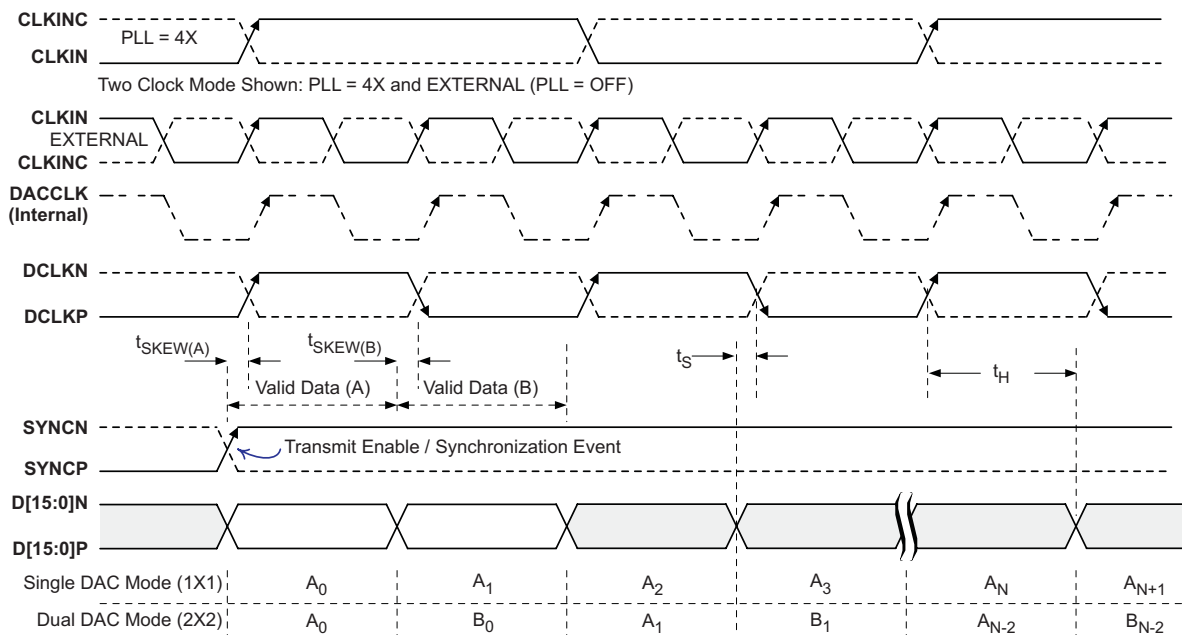 CLKINC
PLL = 4X
CLKIN
Two Clock Mode Shown: PLL = 4X and EXTERNAL (PLL = OFF)
CLKIN
EXTERNAL
CLKINC
DACCLK
(Internal)
DCLKN
DCLKP
tSKEW(A) tSKEW(B) tS tH
Valid Data (A) Valid Data (B)
SYNCN
Transmit Enable / Synchronization Event
SYNCP
D[15:0]N
D[15:0]P
Single DAC Mode (1X1) A0 A1 A2 A3 AN AN+1
Dual DAC Mode (2X2) A0 B0 A1 B1 AN-2 BN-2